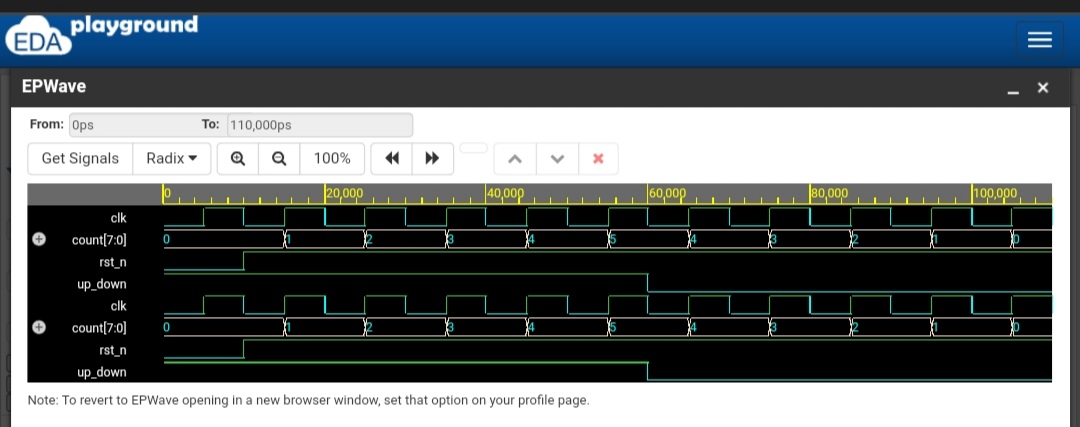 EDA playground
EPWave
From: 0ps To: 110,000ps
Get Signals Radix 100%
0 20,000 40,000 60,000 80,000 100,000
clk
count[7:0] 0 1 2 3 4 5 4 3 2 1 0
rst_n
up_down
clk
count[7:0] 0 1 2 3 4 5 4 3 2 1 0
rst_n
up_down
Note: To revert to EPWave opening in a new browser window, set that option on your profile page.